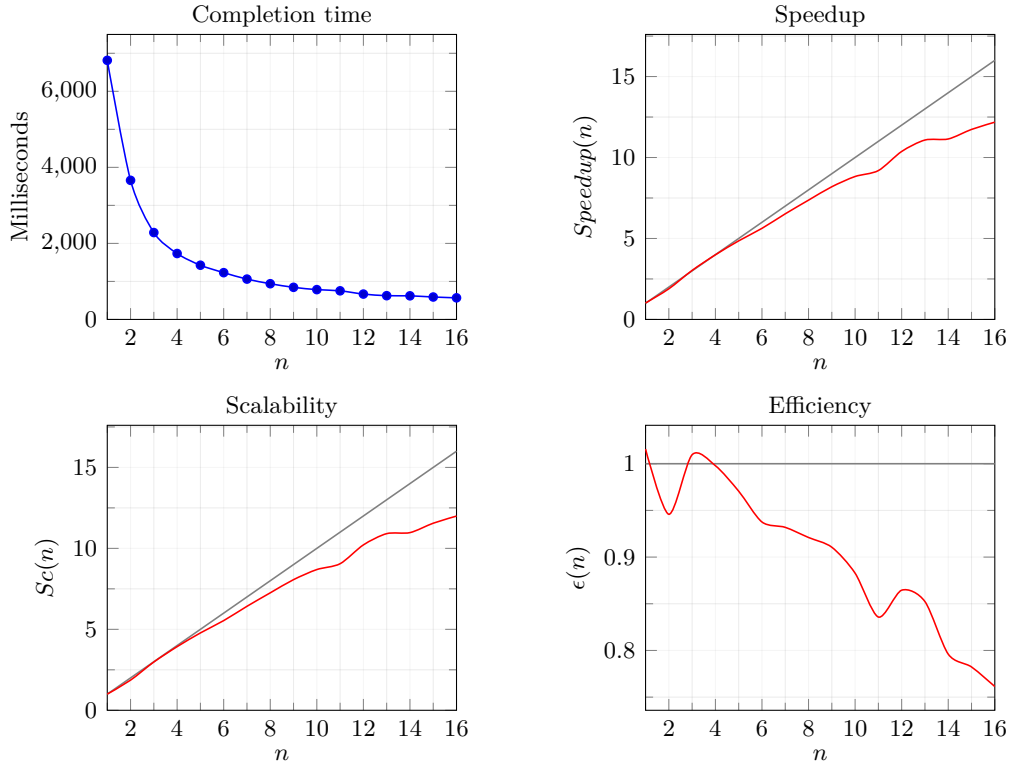 Completion time
Milliseconds
6,000
4,000
2,000
0
2 4 6 8 10 12 14 16
n
Speedup
Speedup(n)
15
10
5
0
2 4 6 8 10 12 14 16
n
Scalability
Sc(n)
15
10
5
0
2 4 6 8 10 12 14 16
n
Efficiency
ϵ(n)
1
0.9
0.8
2 4 6 8 10 12 14 16
n